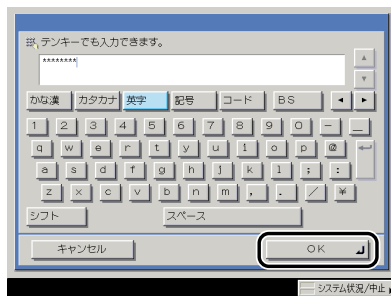 テンキーでも入力できます。
********
かな漢 カタカナ 英字 記号 コード BS
1 2 3 4 5 6 7 8 9 0 - _
q w e r t y u i o p @
a s d f g h j k l ; :
z x c v b n m , . / ¥
シフト スペース
キャンセル OK
システム状況/中止